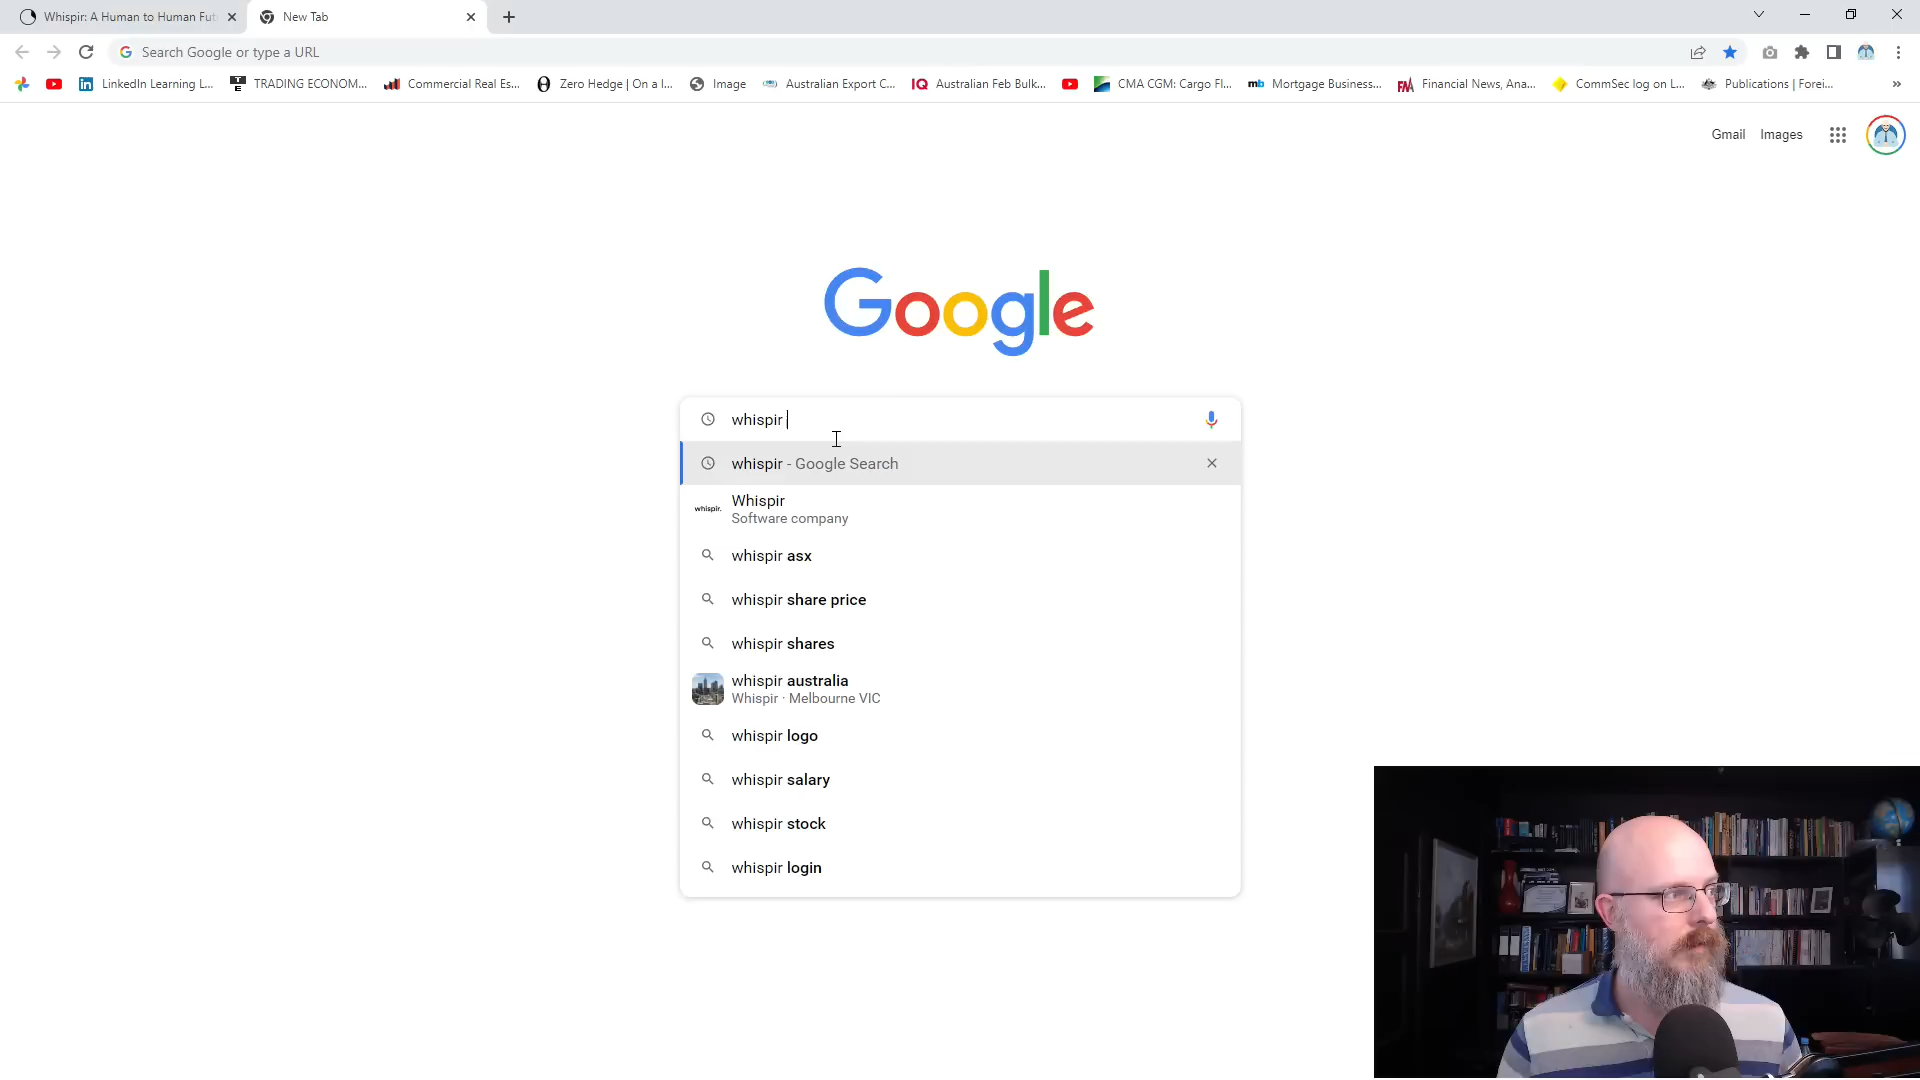 Whispir: A Human to Human Fut
New Tab
Search Google or type a URL
LinkedIn Learning L...
TRADING ECONOM...
Commercial Real Es...
Zero Hedge | On a l...
Image
Australian Export C...
Australian Feb Bulk...
CMA CGM: Cargo Fl...
Mortgage Business...
Financial News, Ana...
CommSec log on L...
Publications | Forei...
Gmail
Images
Google
whispir
whispir - Google Search
whispir.
Whispir
Software company
whispir asx
whispir share price
whispir shares
whispir australia
Whispir · Melbourne VIC
whispir logo
whispir salary
whispir stock
whispir login